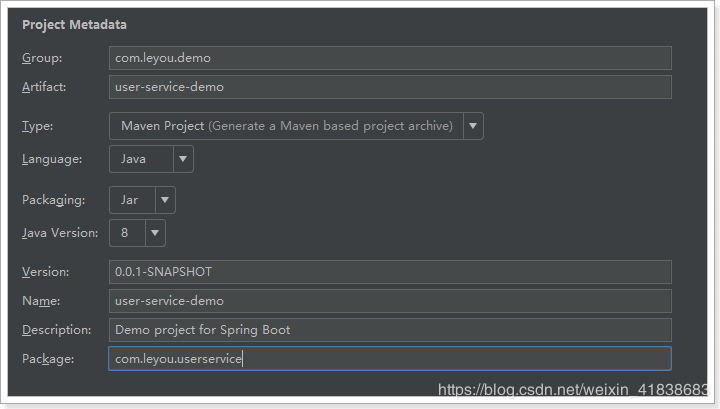 Project Metadata
Group: com.leyou.demo
Artifact: user-service-demo
Type: Maven Project (Generate a Maven based project archive)
Language: Java
Packaging: Jar
Java Version: 8
Version: 0.0.1-SNAPSHOT
Name: user-service-demo
Description: Demo project for Spring Boot
Package: com.leyou.userservice
https://blog.csdn.net/weixin_41838683